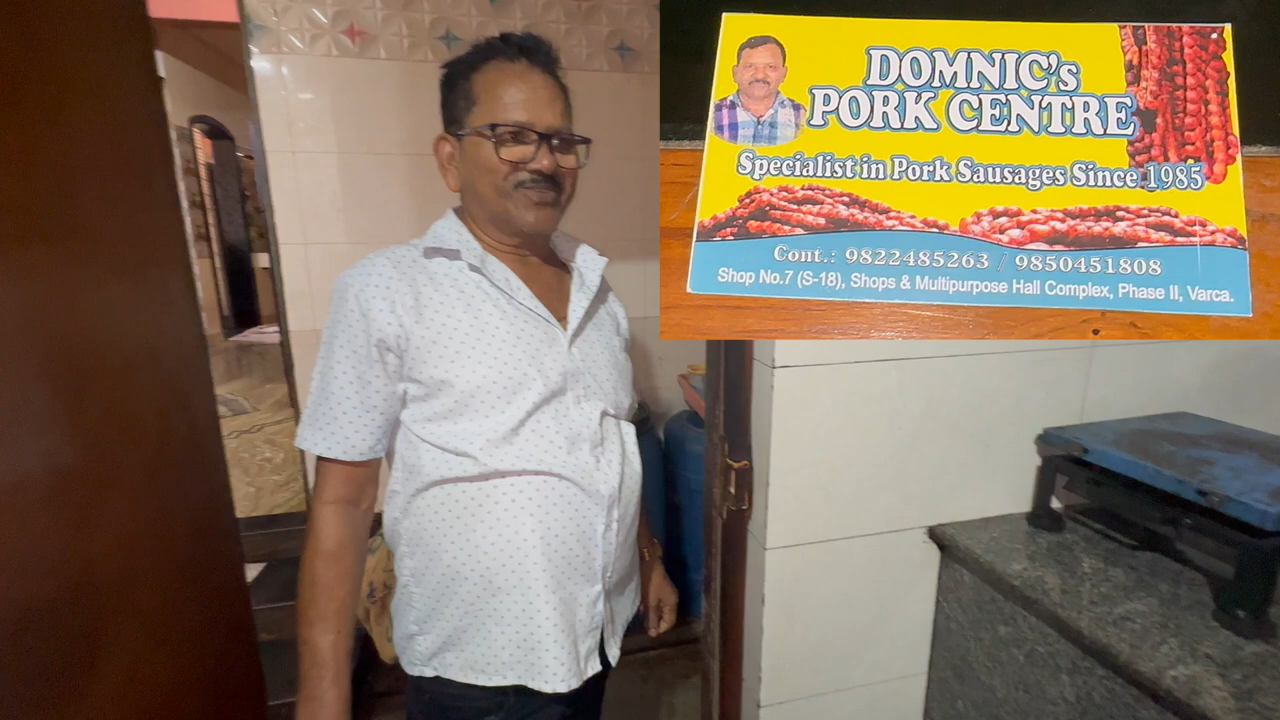 DOMNIC's
PORK CENTRE
Specialist in Pork Sausages Since 1985
Cont.: 9822485263 / 9850451808
Shop No.7 (S-18), Shops & Multipurpose Hall Complex, Phase II, Varca.